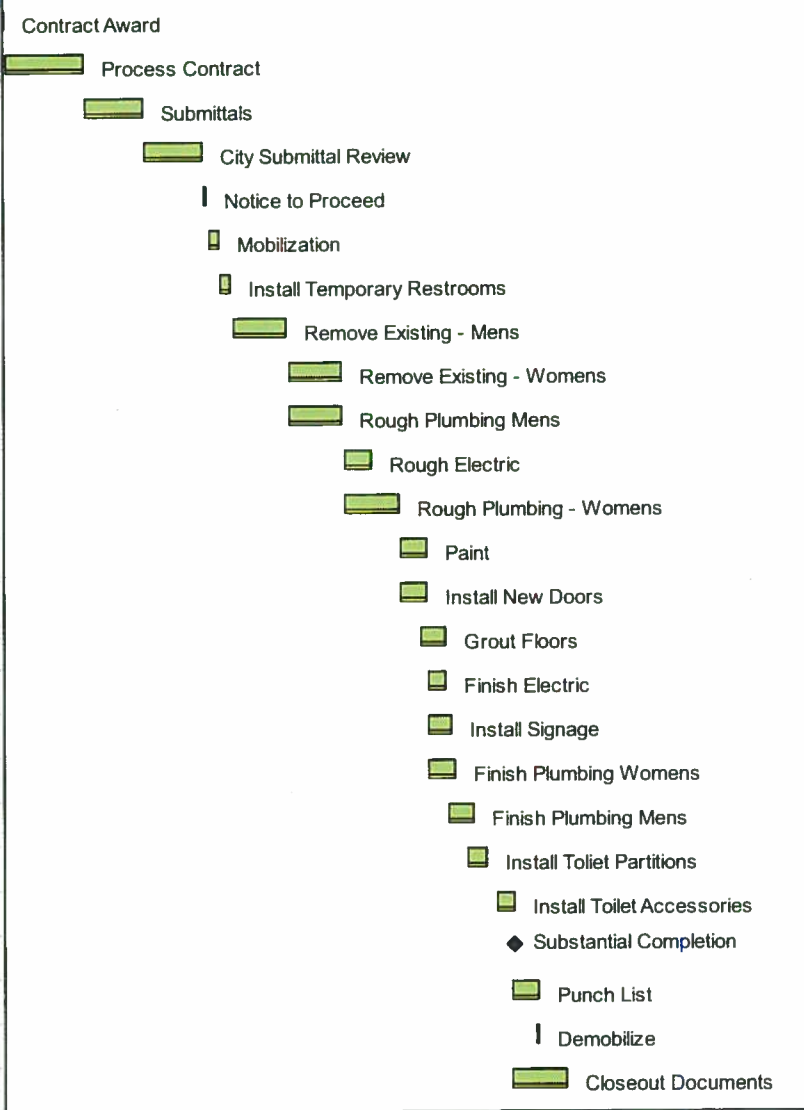 Contract Award
Process Contract
Submittals
City Submittal Review
Notice to Proceed
Mobilization
Install Temporary Restrooms
Remove Existing - Mens
Remove Existing - Womens
Rough Plumbing Mens
Rough Electric
Rough Plumbing - Womens
Paint
Install New Doors
Grout Floors
Finish Electric
Install Signage
Finish Plumbing Womens
Finish Plumbing Mens
Install Toliet Partitions
Install Toilet Accessories
Substantial Completion
Punch List
Demobilize
Closeout Documents